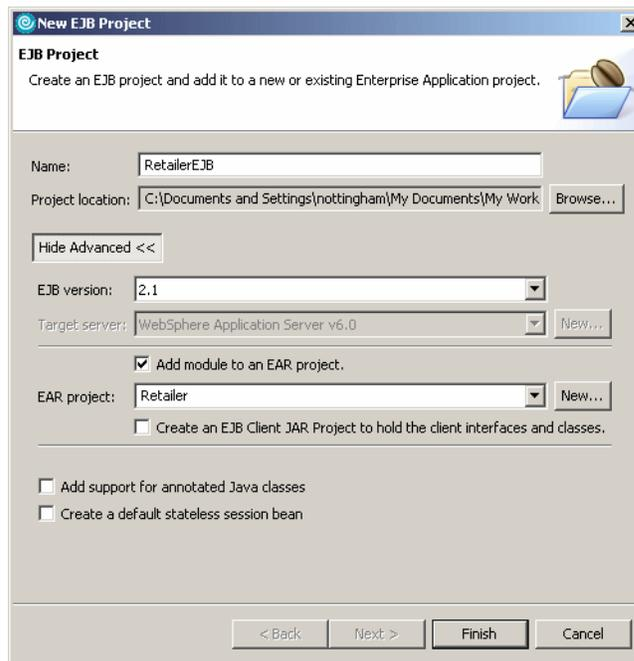 New EJB Project
EJB Project
Create an EJB project and add it to a new or existing Enterprise Application project.
Name: RetailerEJB
Project location: C:\Documents and Settings\nottingham\My Documents\My Work Browse...
Hide Advanced <<
EJB version: 2.1
Target server: WebSphere Application Server v6.0 New...
Add module to an EAR project.
EAR project: Retailer New...
Create an EJB Client JAR Project to hold the client interfaces and classes.
Add support for annotated Java classes
Create a default stateless session bean
< Back Next > Finish Cancel